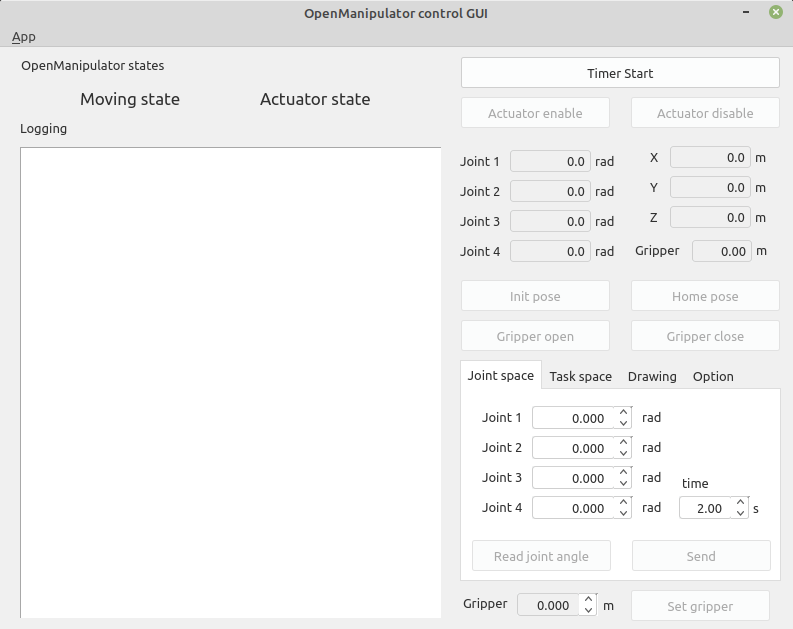 OpenManipulator control GUI
App
OpenManipulator states
Moving state
Actuator state
Logging
Timer Start
Actuator enable
Actuator disable
Joint 1 0.0 rad
Joint 2 0.0 rad
Joint 3 0.0 rad
Joint 4 0.0 rad
X 0.0 m
Y 0.0 m
Z 0.0 m
Gripper 0.00 m
Init pose
Home pose
Gripper open
Gripper close
Joint space Task space Drawing Option
Joint 1 0.000 rad
Joint 2 0.000 rad
Joint 3 0.000 rad
Joint 4 0.000 rad
time
2.00 s
Read joint angle
Send
Gripper 0.000 m
Set gripper